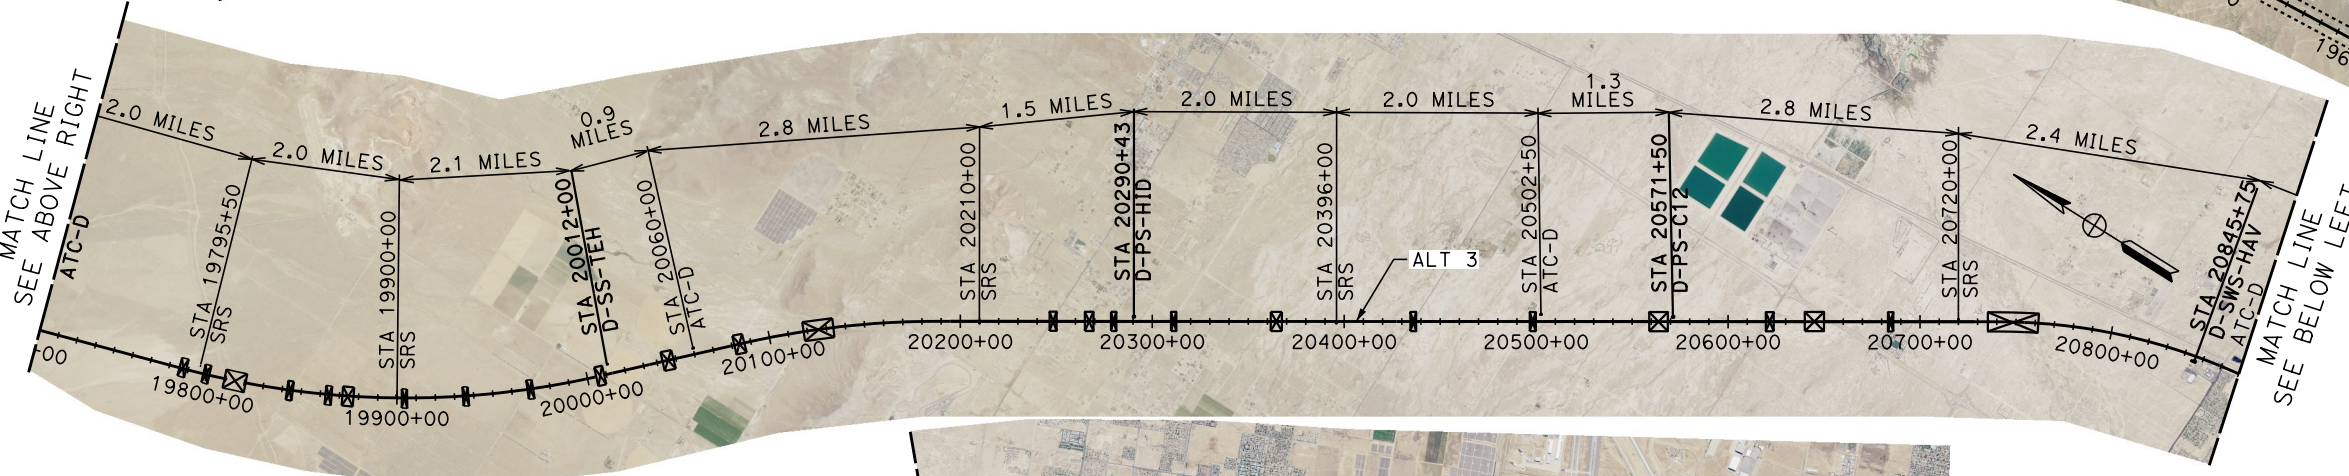 MATCH LINE
SEE ABOVE RIGHT
ATC-D
2.0 MILES
2.0 MILES
2.1 MILES
0.9
MILES
2.8 MILES
1.5 MILES
2.0 MILES
2.0 MILES
1.3
MILES
2.8 MILES
2.4 MILES
STA 19795+50
SRS
STA 19900+00
SRS
STA 20012+00
D-SS-TEH
STA 20060+00
ATC-D
STA 20210+00
SRS
STA 20290+43
D-PS-HID
STA 20396+00
SRS
ALT 3
STA 20502+50
ATC-D
STA 20571+50
D-PS-C12
STA 20720+00
SRS
STA 20845+75
D-SWS-HAV
ATC-D
MATCH LINE
SEE BELOW LEFT
+00
19800+00
19900+00
20000+00
20100+00
20200+00
20300+00
20400+00
20500+00
20600+00
20700+00
20800+00
196